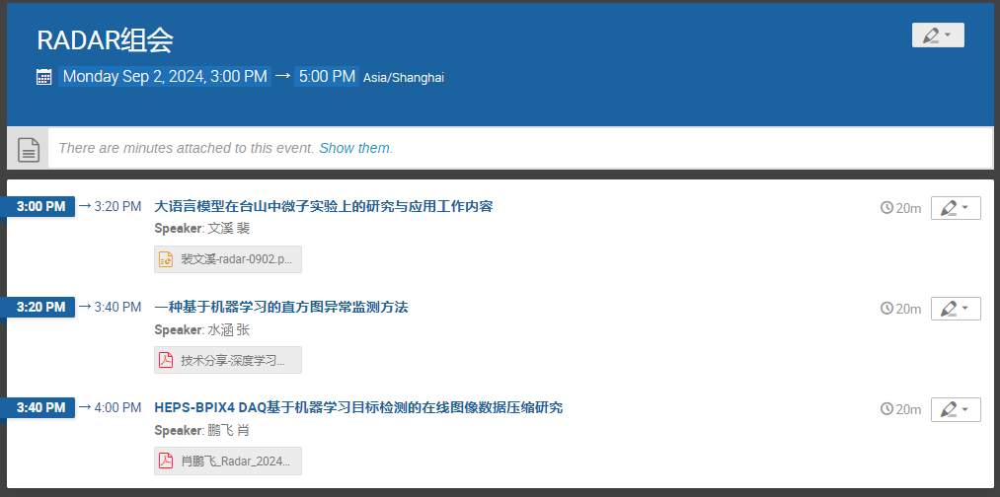 RADAR组会
Monday Sep 2, 2024, 3:00 PM → 5:00 PM Asia/Shanghai
There are minutes attached to this event. Show them.
3:00 PM → 3:20 PM 大语言模型在台山中微子实验上的研究与应用工作内容 20m
Speaker: 文溪 裴
裴文溪-radar-0902.p...
3:20 PM → 3:40 PM 一种基于机器学习的直方图异常监测方法 20m
Speaker: 水涵 张
技术分享-深度学习...
3:40 PM → 4:00 PM HEPS-BPIX4 DAQ基于机器学习目标检测的在线图像数据压缩研究 20m
Speaker: 鹏飞 肖
肖鹏飞_Radar_2024...